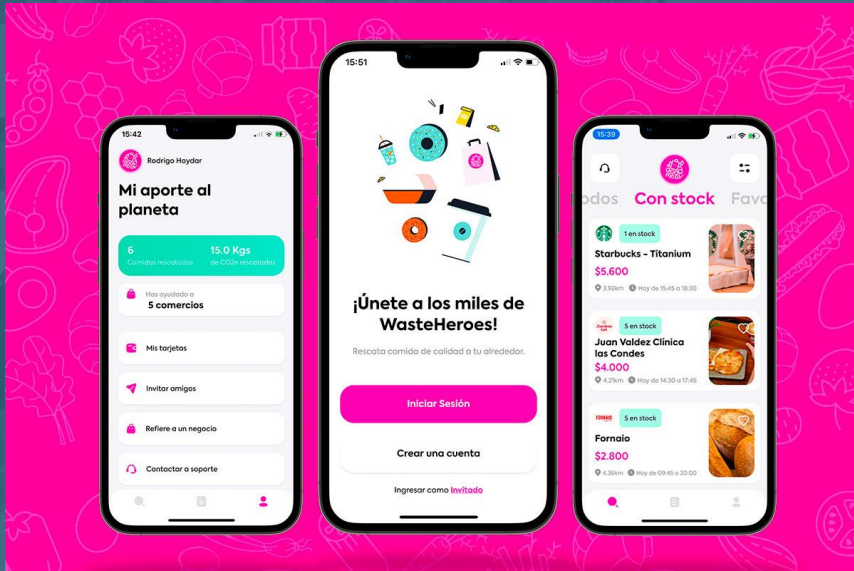 15:42
Rodrigo Haydar
Mi aporte al
planeta
6
Comidas rescatadas
15.0 Kgs
de CO2e rescatados
Has ayudado a
5 comercios
Mis tarjetas
Invitar amigos
Refiere a un negocio
Contactar a soporte
15:51
¡Únete a los miles de
WasteHeroes!
Rescata comida de calidad a tu alrededor.
Iniciar Sesión
Crear una cuenta
Ingresar como Invitado
15:39
odos Con stock Favo
1 en stock
Starbucks - Titanium
$5.600
3.92km Hoy de 15:45 a 18:30
5 en stock
Juan Valdez Clínica
las Condes
$4.000
4.29km Hoy de 14:30 a 17:45
FORNAIO
5 en stock
Fornaio
$2.800
4.36km Hoy de 09:45 a 20:00